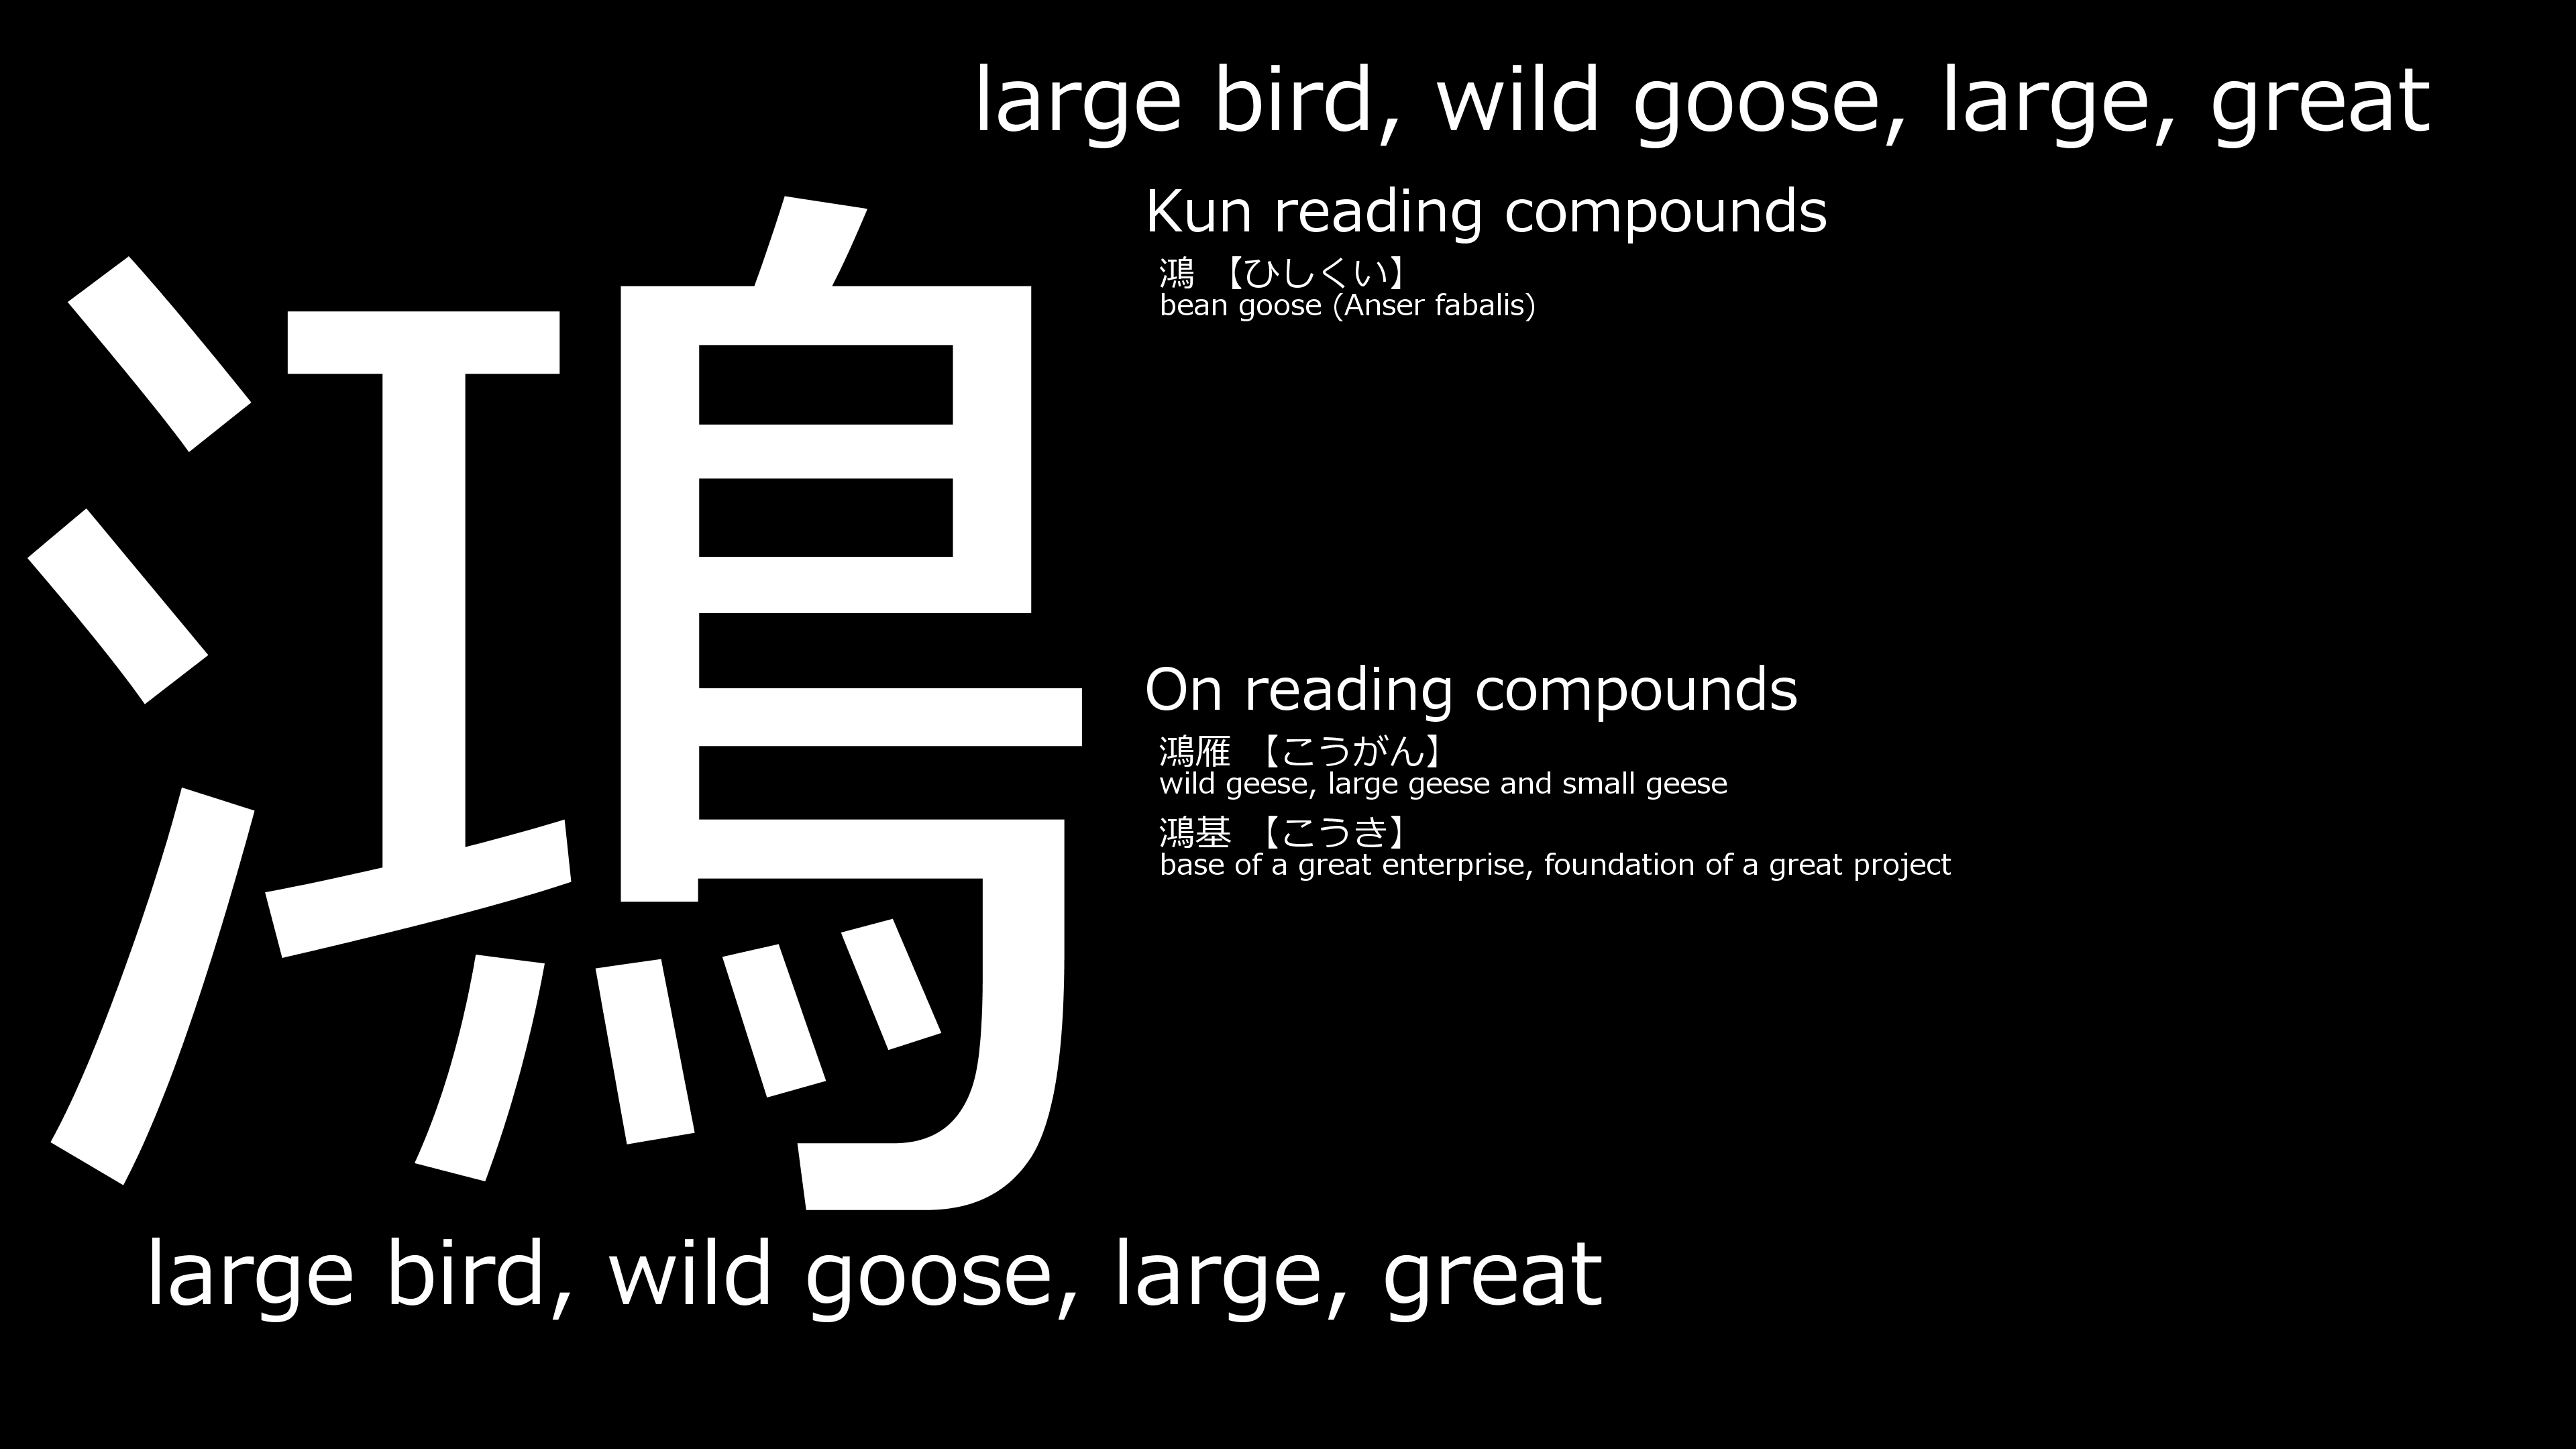 large bird, wild goose, large, great
鴻
Kun reading compounds
鴻 【ひしくい】
bean goose (Anser fabalis)
On reading compounds
鴻雁 【こうがん】
wild geese, large geese and small geese
鴻基 【こうき】
base of a great enterprise, foundation of a great project
large bird, wild goose, large, great